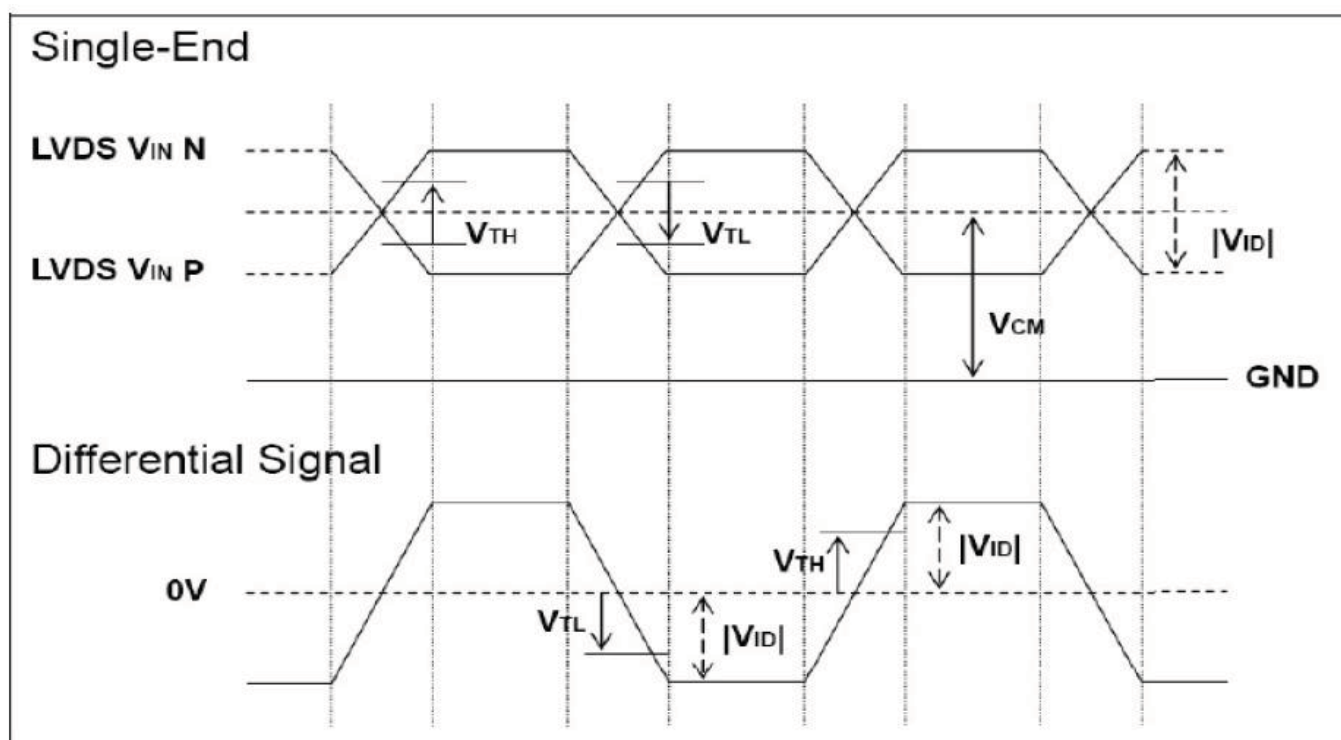 Single-End
LVDS VIN N
VTH
VTL
LVDS VIN P
|VID|
VCM
GND
Differential Signal
VTH
|VID|
0V
VTL
|VID|